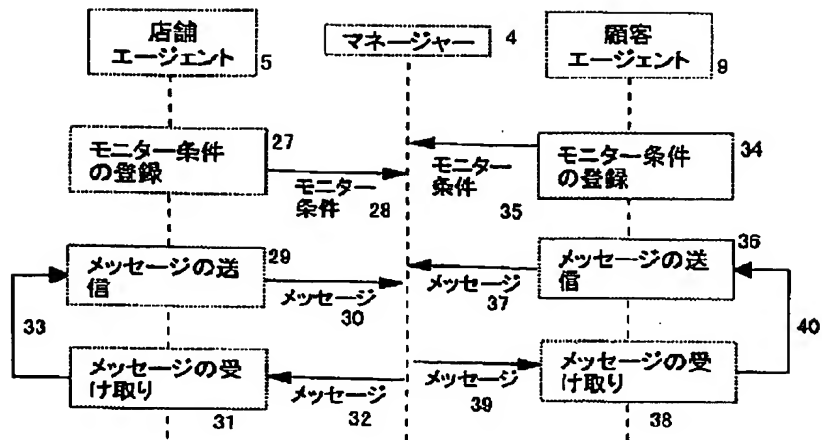 店舗
エージェント
5
マネージャー
4
顧客
エージェント
9
モニター条件
の登録
27
モニター
条件
28
モニター
条件
35
モニター条件
の登録
34
メッセージの送
信
29
メッセージ
30
メッセージ
37
メッセージの送
信
36
33
40
メッセージの受
け取り
31
メッセージ
32
メッセージ
39
メッセージの受
け取り
38